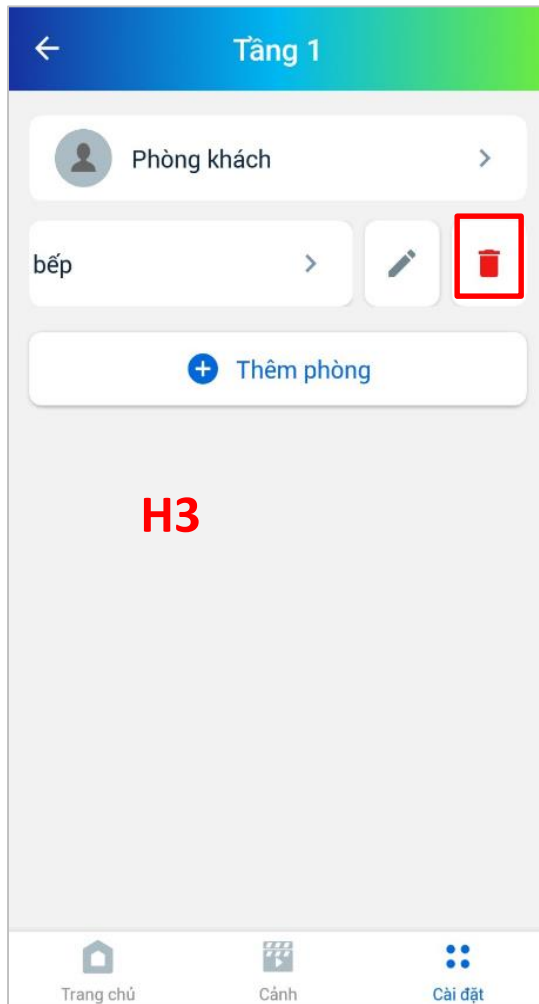 Tầng 1
Phòng khách
bếp
Thêm phòng
H3
Trang chủ
Cảnh
Cài đặt